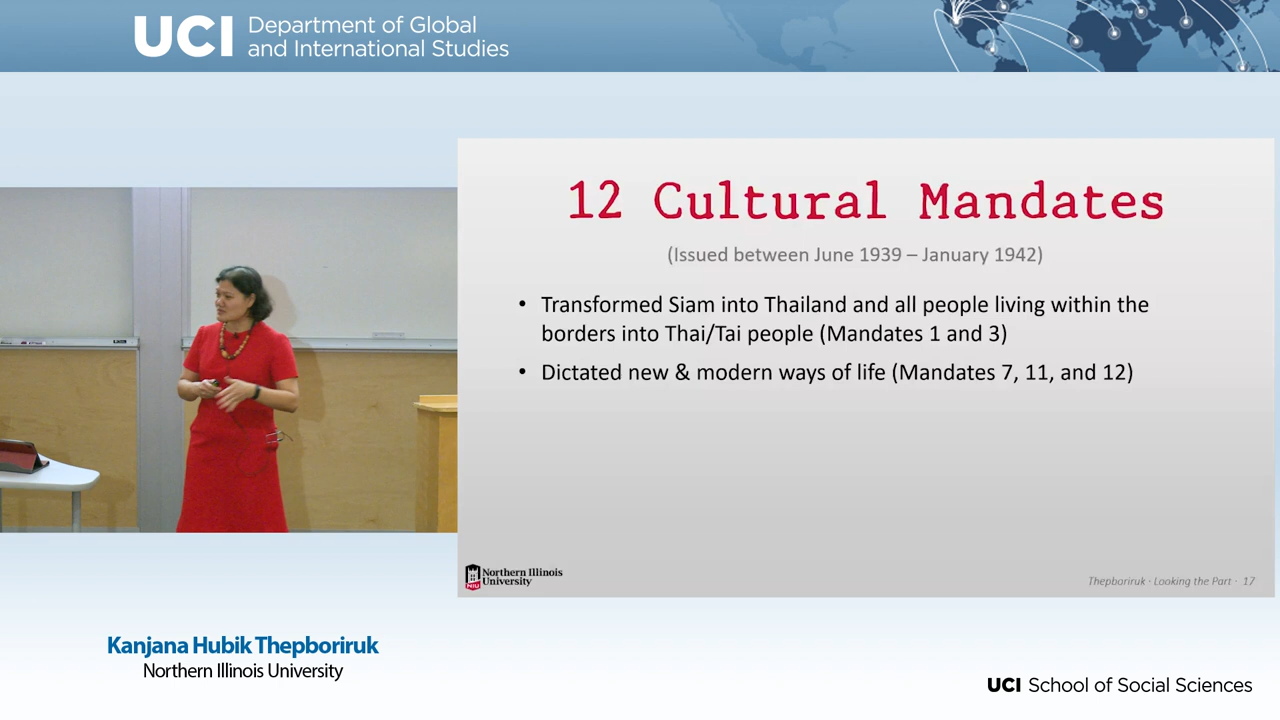 UCI Department of Global
and International Studies
12 Cultural Mandates
(Issued between June 1939 – January 1942)
• Transformed Siam into Thailand and all people living within the
borders into Thai/Tai people (Mandates 1 and 3)
• Dictated new & modern ways of life (Mandates 7, 11, and 12)
NIU
Northern Illinois
University
Thepboriruk · Looking the Part · 17
Kanjana Hubik Thepboriruk
Northern Illinois University
UCI School of Social Sciences